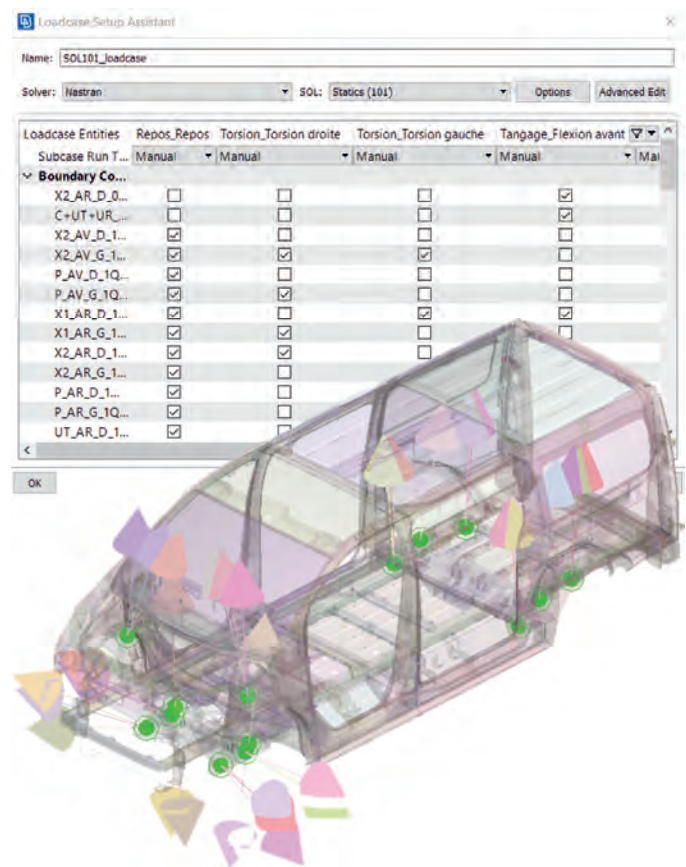 Loadcase Setup Assistant
Name: SOL101_loadcase
Solver: Nastran SOL: Statics (101) Options Advanced Edit
Loadcase Entities Repos_Repos Torsion_Torsion droite Torsion_Torsion gauche Tangage_Flexion avant
Subcase Run T... Manual Manual Manual Manual Mai
Boundary Co...
X2_AR_D_0...
C+UT+UR_...
X2_AV_D_1...
X2_AV_G_1...
P_AV_D_1Q...
P_AV_G_1Q...
X1_AR_D_1...
X1_AR_G_1...
X2_AR_D_1...
X2_AR_G_1...
P_AR_D_1...
P_AR_G_1Q...
UT_AR_D_1...
OK